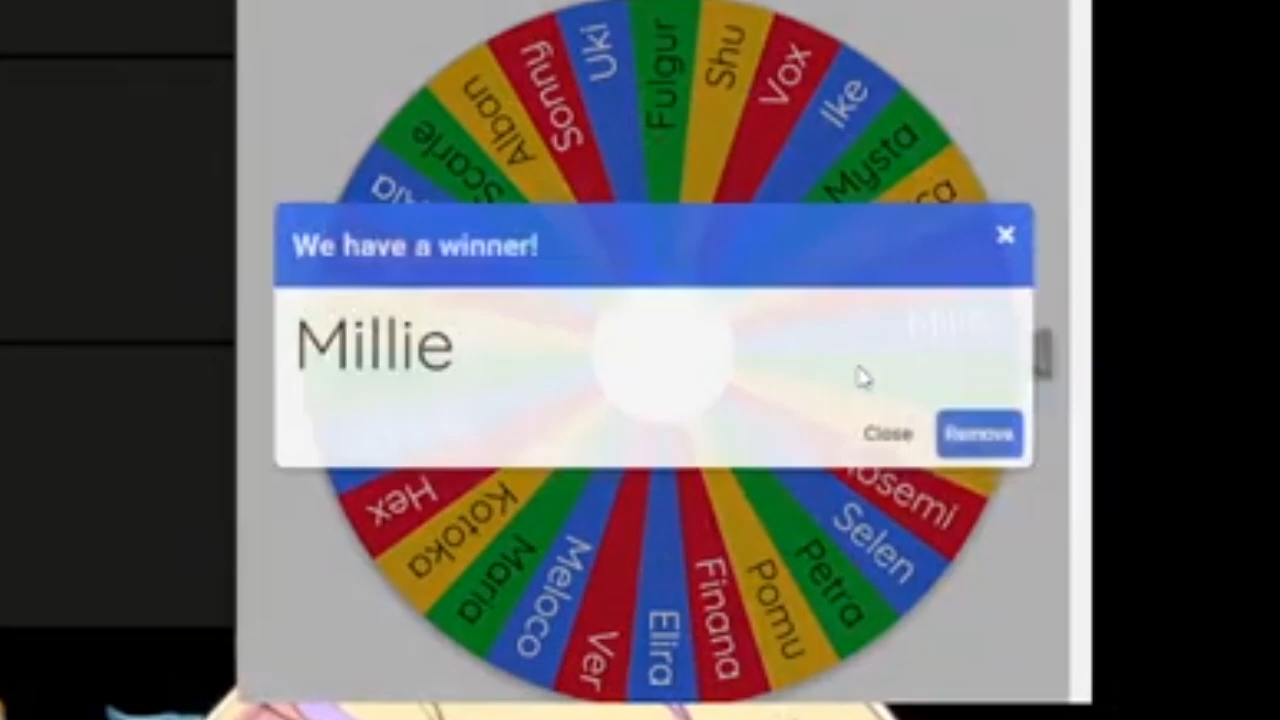 Uki
Fulgur
Shu
Vox
Ike
Mysta
Sonny
Alban
Scarle
We have a winner!
Millie
Close
Remove
Hex
Kotoka
Maria
Meloco
Ver
Elira
Finana
Pomu
Petra
Selen
osemi